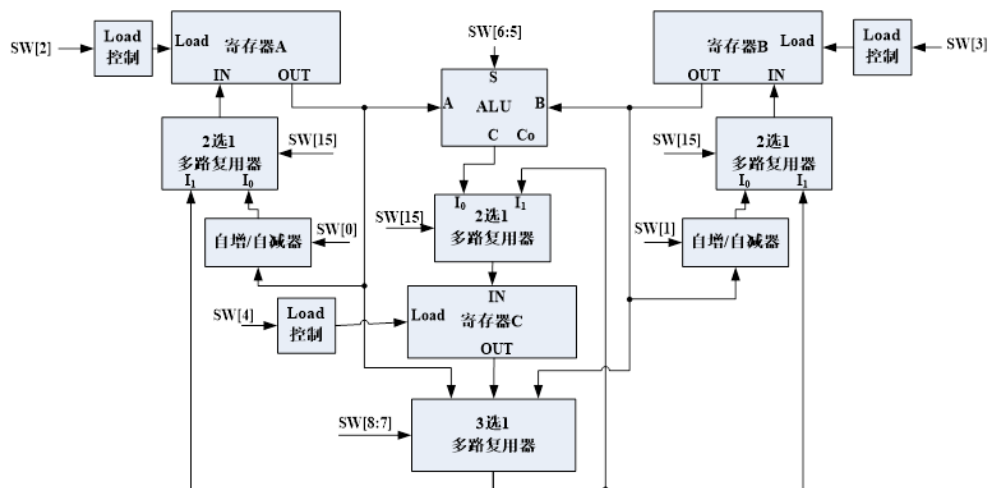 SW[2]
Load
控制
Load
寄存器A
IN
OUT
SW[6:5]
S
A
ALU
B
C
Co
寄存器B
Load
OUT
IN
Load
控制
SW[3]
2选1
多路复用器
I1
I0
SW[15]
SW[15]
2选1
多路复用器
I0
I1
自增/自减器
SW[0]
SW[15]
I0
I1
2选1
多路复用器
SW[1]
自增/自减器
SW[4]
Load
控制
IN
Load
寄存器C
OUT
SW[8:7]
3选1
多路复用器